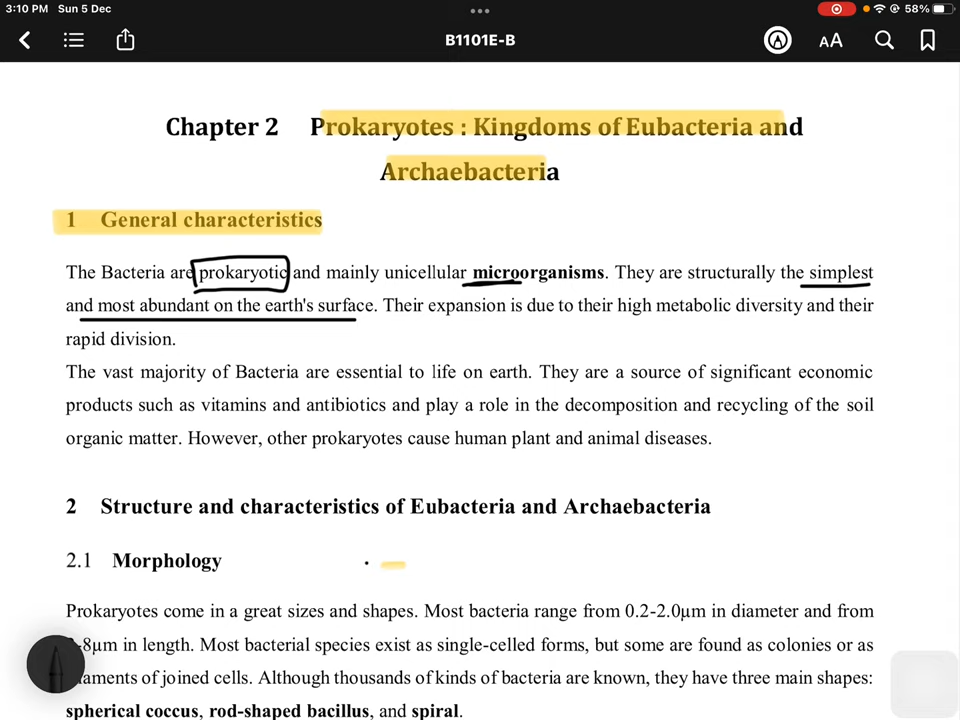 3:10 PM Sun 5 Dec
58%
B1101E-B
AA
Chapter 2 Prokaryotes : Kingdoms of Eubacteria and
Archaebacteria
1 General characteristics
The Bacteria are prokaryotic and mainly unicellular microorganisms. They are structurally the simplest
and most abundant on the earth's surface. Their expansion is due to their high metabolic diversity and their
rapid division.
The vast majority of Bacteria are essential to life on earth. They are a source of significant economic
products such as vitamins and antibiotics and play a role in the decomposition and recycling of the soil
organic matter. However, other prokaryotes cause human plant and animal diseases.
2 Structure and characteristics of Eubacteria and Archaebacteria
2.1 Morphology
Prokaryotes come in a great sizes and shapes. Most bacteria range from 0.2-2.0µm in diameter and from
-8µm in length. Most bacterial species exist as single-celled forms, but some are found as colonies or as
laments of joined cells. Although thousands of kinds of bacteria are known, they have three main shapes:
spherical coccus, rod-shaped bacillus, and spiral.